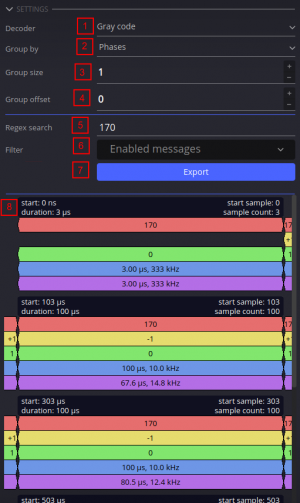 SETTINGS
Decoder 1 Gray code
Group by 2 Phases
Group size 3 1 + −
Group offset 4 0 + −
Regex search 5 170
Filter 6 Enabled messages
7 Export
8 start: 0 ns start sample: 0
duration: 3 µs sample count: 3
170 17
+
0 1
3.00 µs, 333 kHz
3.00 µs, 333 kHz
start: 103 µs start sample: 103
duration: 100 µs sample count: 100
170
+1 -1
1 0
100 µs, 10.0 kHz
67.6 µs, 14.8 kHz
start: 303 µs start sample: 303
duration: 100 µs sample count: 100
170
+1 -1
1 0
100 µs, 10.0 kHz
80.5 µs, 12.4 kHz
start: 503 µs start sample: 503